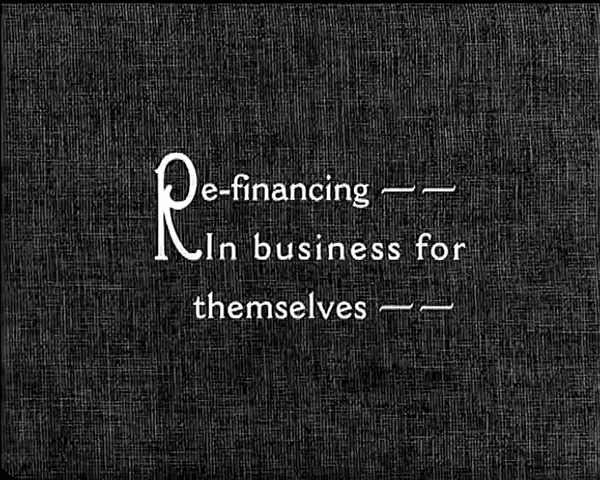 Re-financing — —
In business for
themselves — —